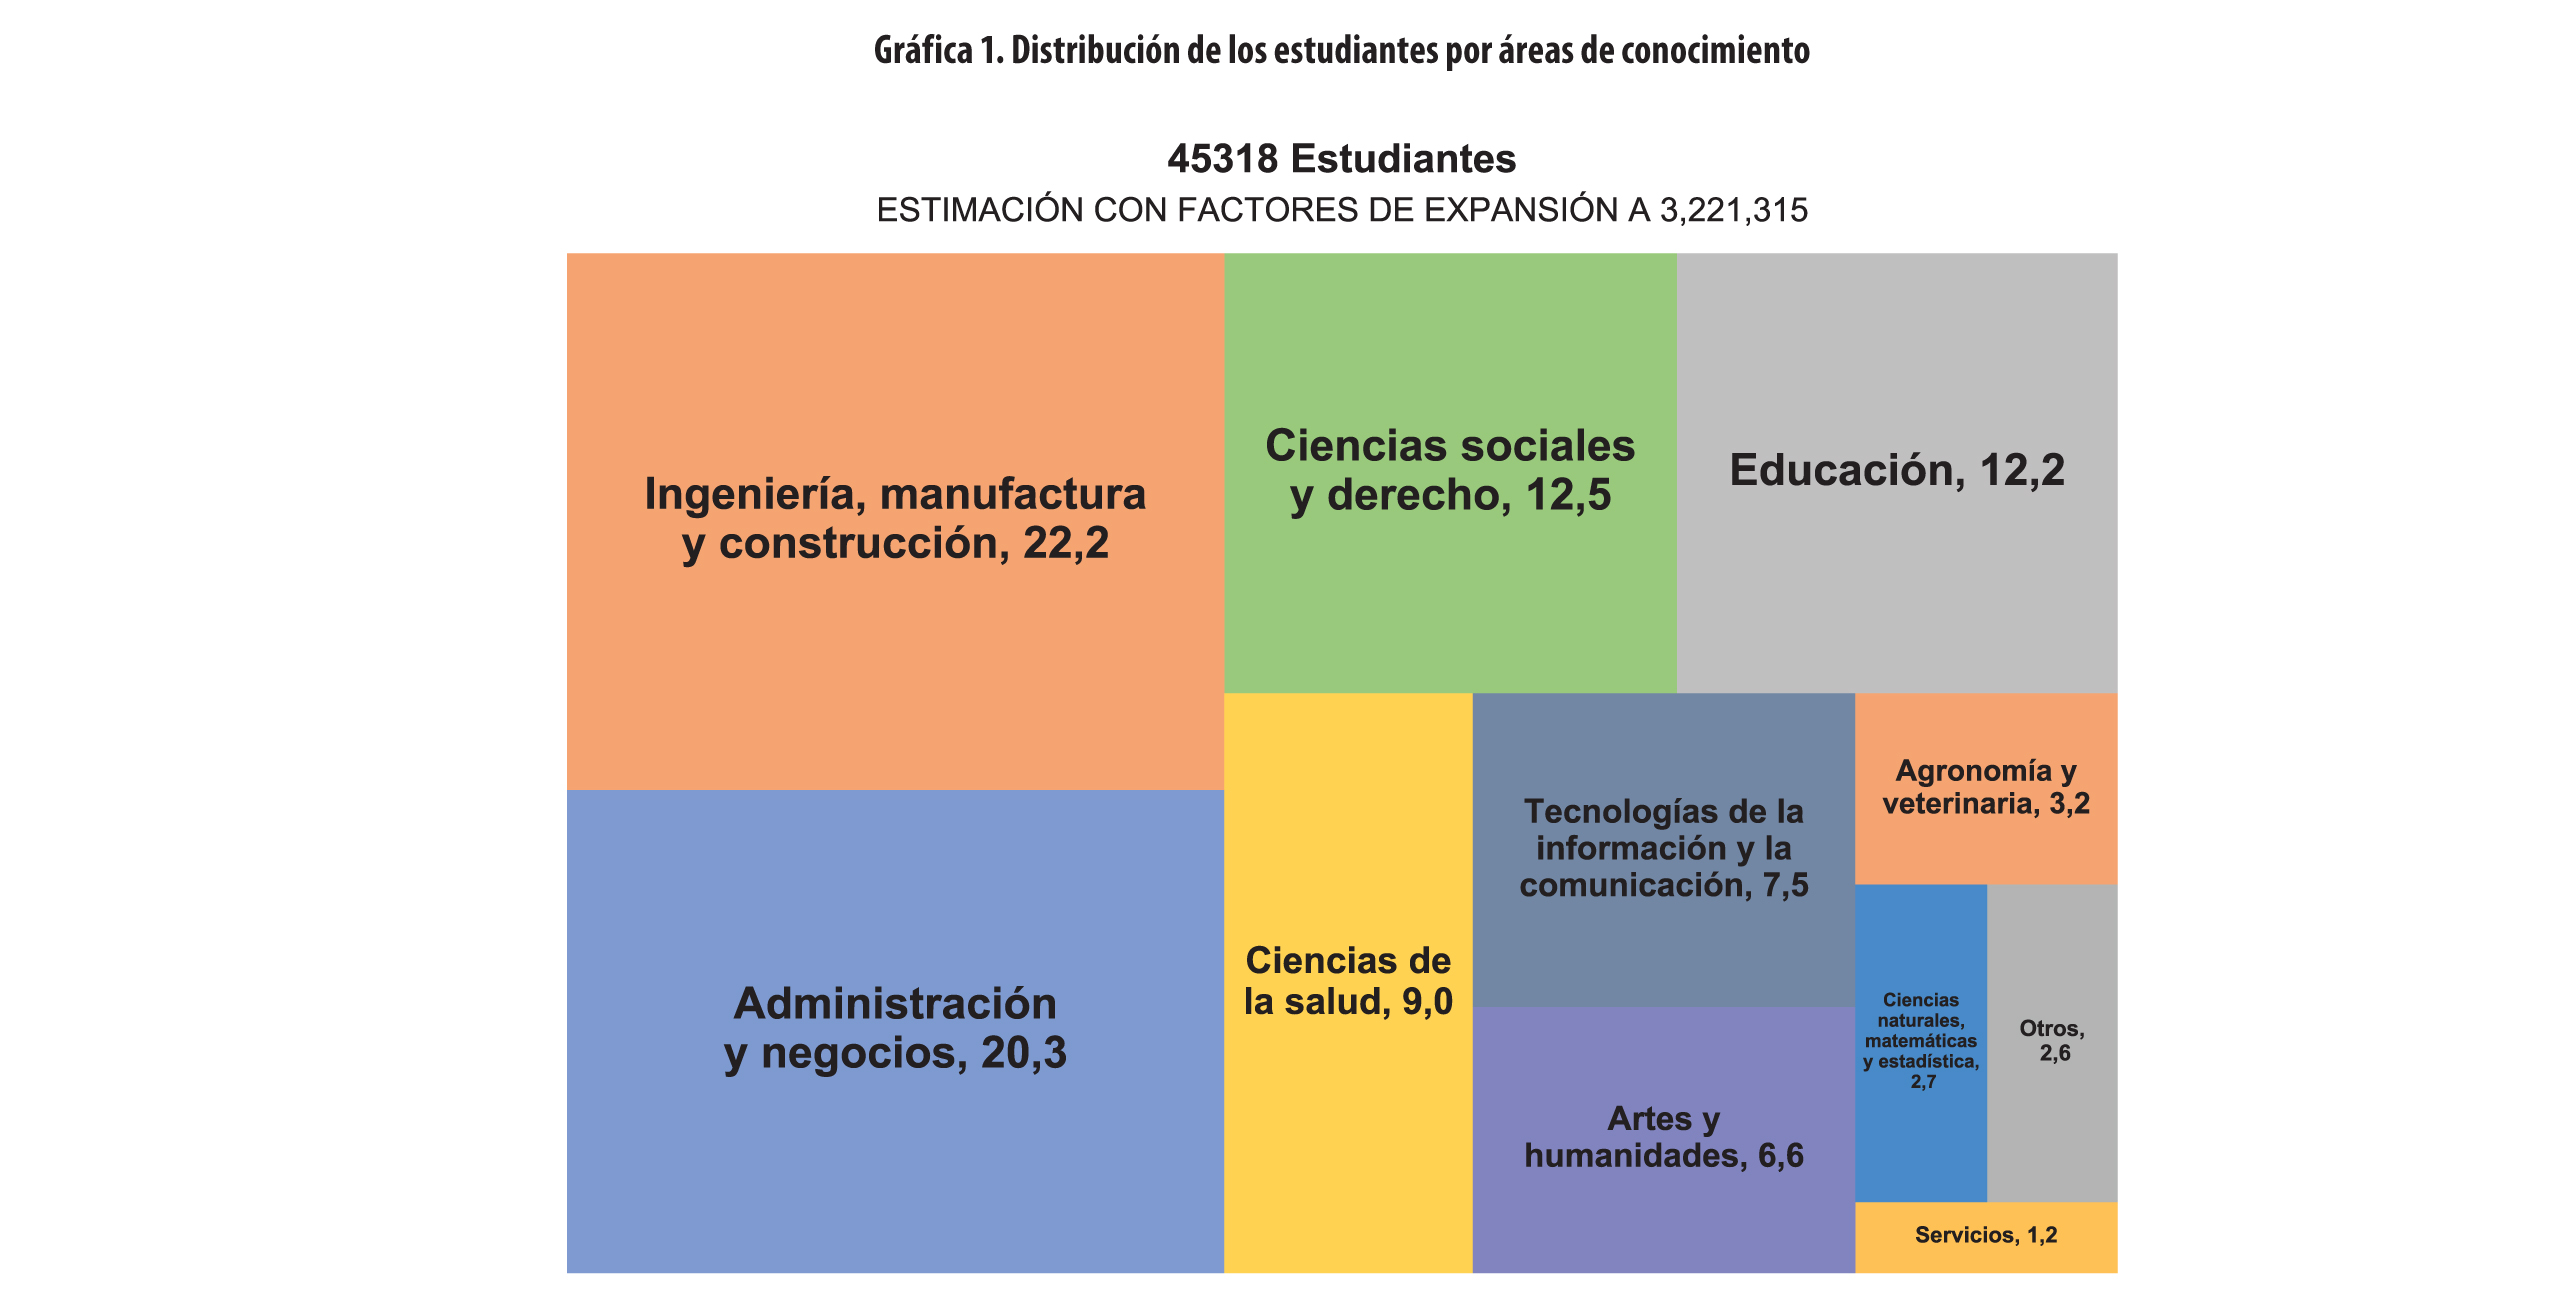 Gráfica 1. Distribución de los estudiantes por áreas de conocimiento
45318 Estudiantes
ESTIMACIÓN CON FACTORES DE EXPANSIÓN A 3,221,315
Ingeniería, manufactura
y construcción, 22,2
Ciencias sociales
y derecho, 12,5
Educación, 12,2
Administración
y negocios, 20,3
Ciencias de
la salud, 9,0
Tecnologías de la
información y la
comunicación, 7,5
Artes y
humanidades, 6,6
Agronomía y
veterinaria, 3,2
Ciencias
naturales,
matemáticas
y estadística,
2,7
Otros,
2,6
Servicios, 1,2